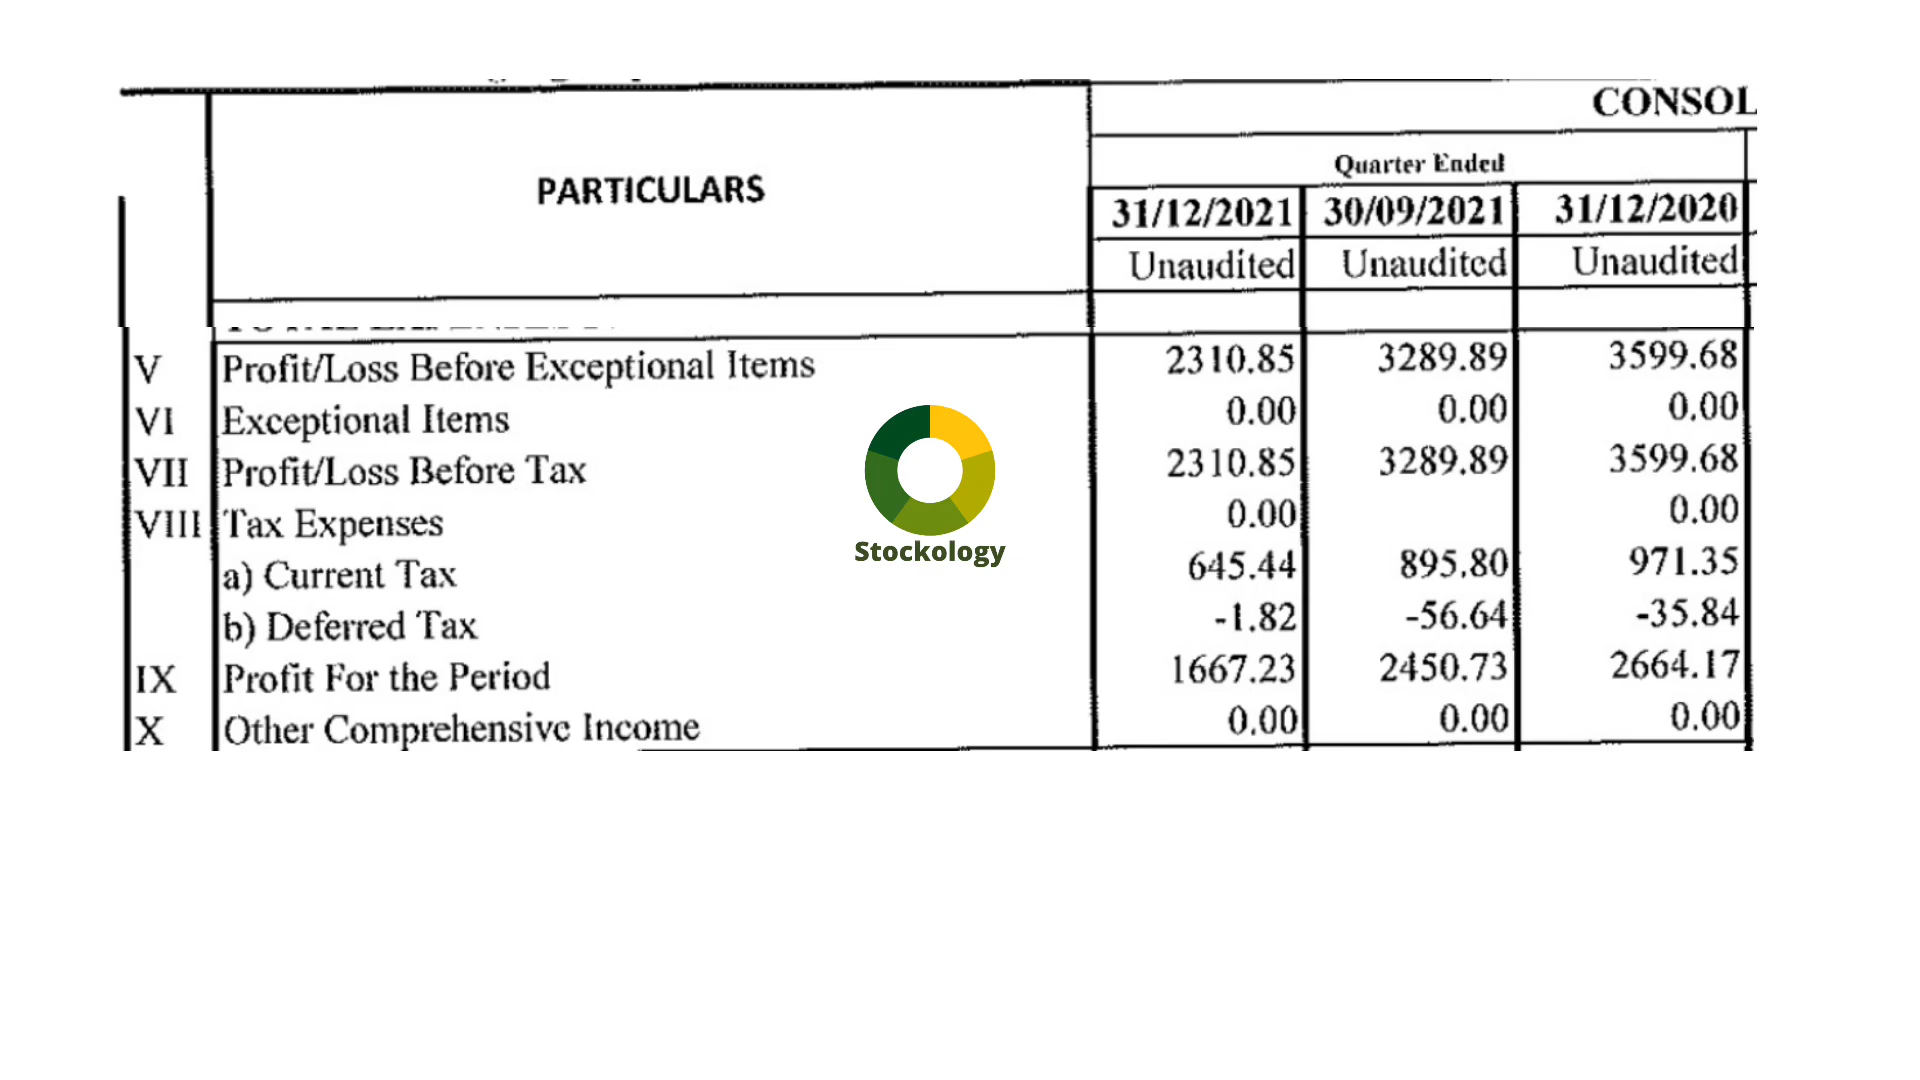 CONSOL
Quarter Ended
PARTICULARS
31/12/2021 30/09/2021 31/12/2020
Unaudited Unaudited Unaudited
V Profit/Loss Before Exceptional Items 2310.85 3289.89 3599.68
VI Exceptional Items 0.00 0.00 0.00
VII Profit/Loss Before Tax 2310.85 3289.89 3599.68
VIII Tax Expenses 0.00 0.00
a) Current Tax 645.44 895.80 971.35
b) Deferred Tax -1.82 -56.64 -35.84
IX Profit For the Period 1667.23 2450.73 2664.17
X Other Comprehensive Income 0.00 0.00 0.00
Stockology